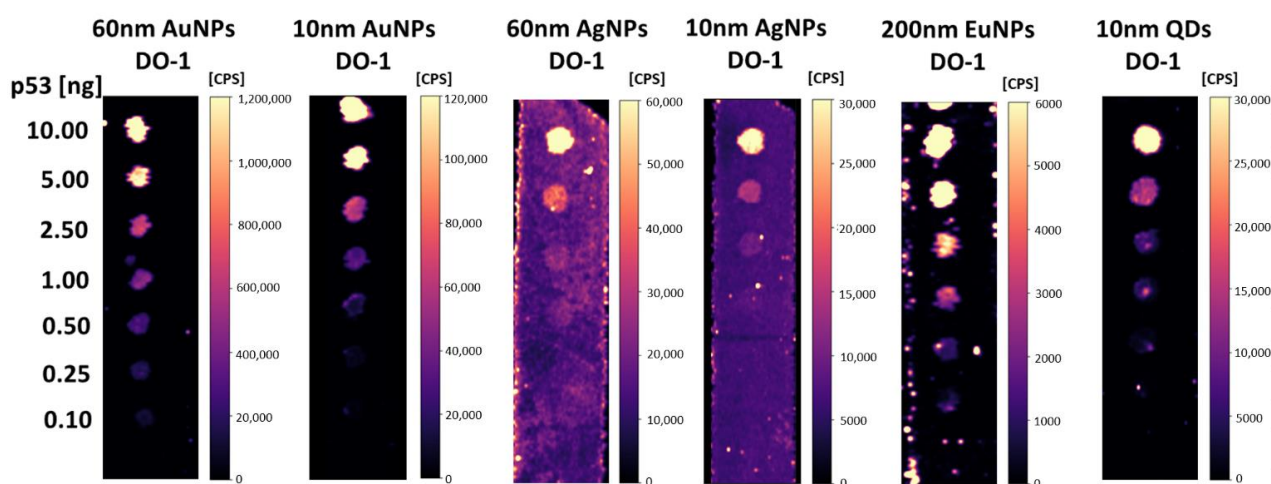 60nm AuNPs
DO-1
10nm AuNPs
DO-1
60nm AgNPs
DO-1
10nm AgNPs
DO-1
200nm EuNPs
DO-1
10nm QDs
DO-1
p53 [ng]
10.00
5.00
2.50
1.00
0.50
0.25
0.10
[CPS]
1,200,000
1,000,000
800,000
600,000
400,000
20,000
0
[CPS]
120,000
100,000
80,000
60,000
40,000
20,000
0
[CPS]
60,000
50,000
40,000
30,000
20,000
10,000
0
[CPS]
30,000
25,000
20,000
15,000
10,000
5000
0
[CPS]
6000
5000
4000
3000
2000
1000
0
[CPS]
30,000
25,000
20,000
15,000
10,000
5000
0